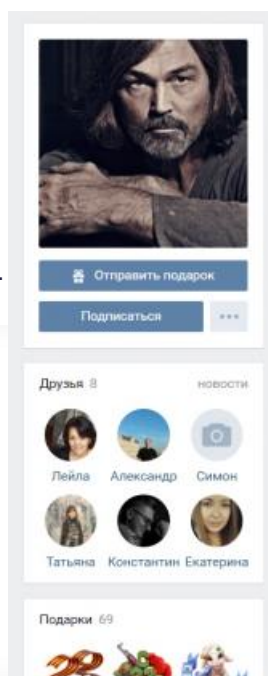 Отправить подарок
Подписаться
Друзья 8 новости
Лейла Александр Симон
Татьяна Константин Екатерина
Подарки 69